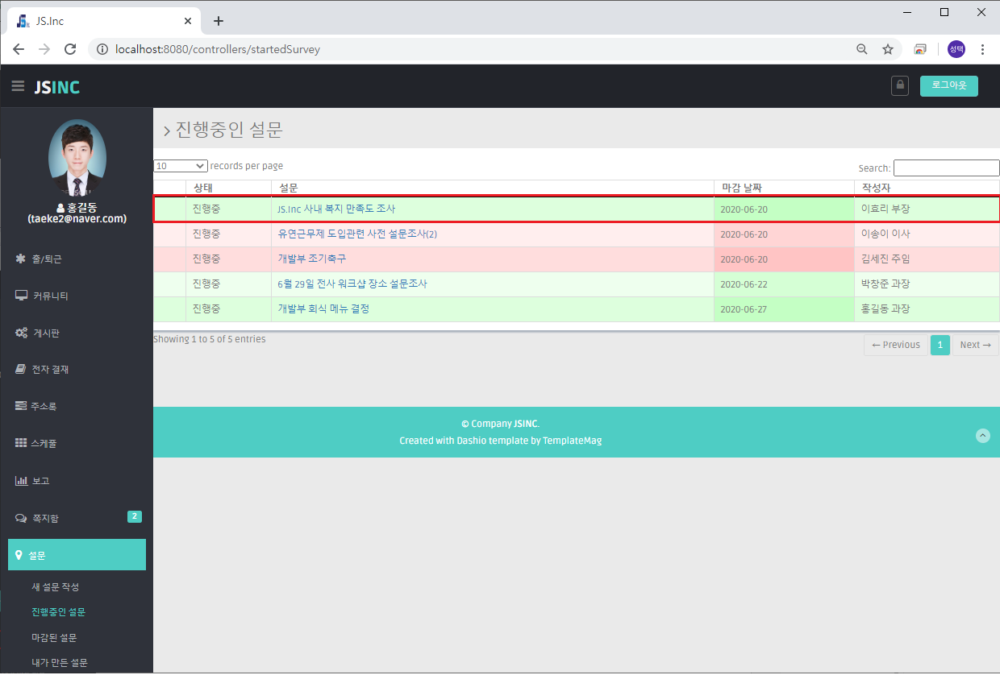 JS.Inc
localhost:8080/controllers/startedSurvey
성택
JSINC
로그아웃
홍길동
(taeke2@naver.com)
출/퇴근
커뮤니티
게시판
전자 결재
주소록
스케줄
보고
쪽지함 2
설문
새 설문 작성
진행중인 설문
마감된 설문
내가 만든 설문
진행중인 설문
10 records per page
Search:
상태 설문 마감 날짜 작성자
진행중 JS.Inc 사내 복지 만족도 조사 2020-06-20 이효리 부장
진행중 유연근무제 도입관련 사전 설문조사(2) 2020-06-20 이송이 이사
진행중 개발부 조기축구 2020-06-20 김세진 주임
진행중 6월 29일 전사 워크샵 장소 설문조사 2020-06-22 박창준 과장
진행중 개발부 회식 메뉴 결정 2020-06-27 홍길동 과장
Showing 1 to 5 of 5 entries
← Previous 1 Next →
© Company JSINC.
Created with Dashio template by TemplateMag